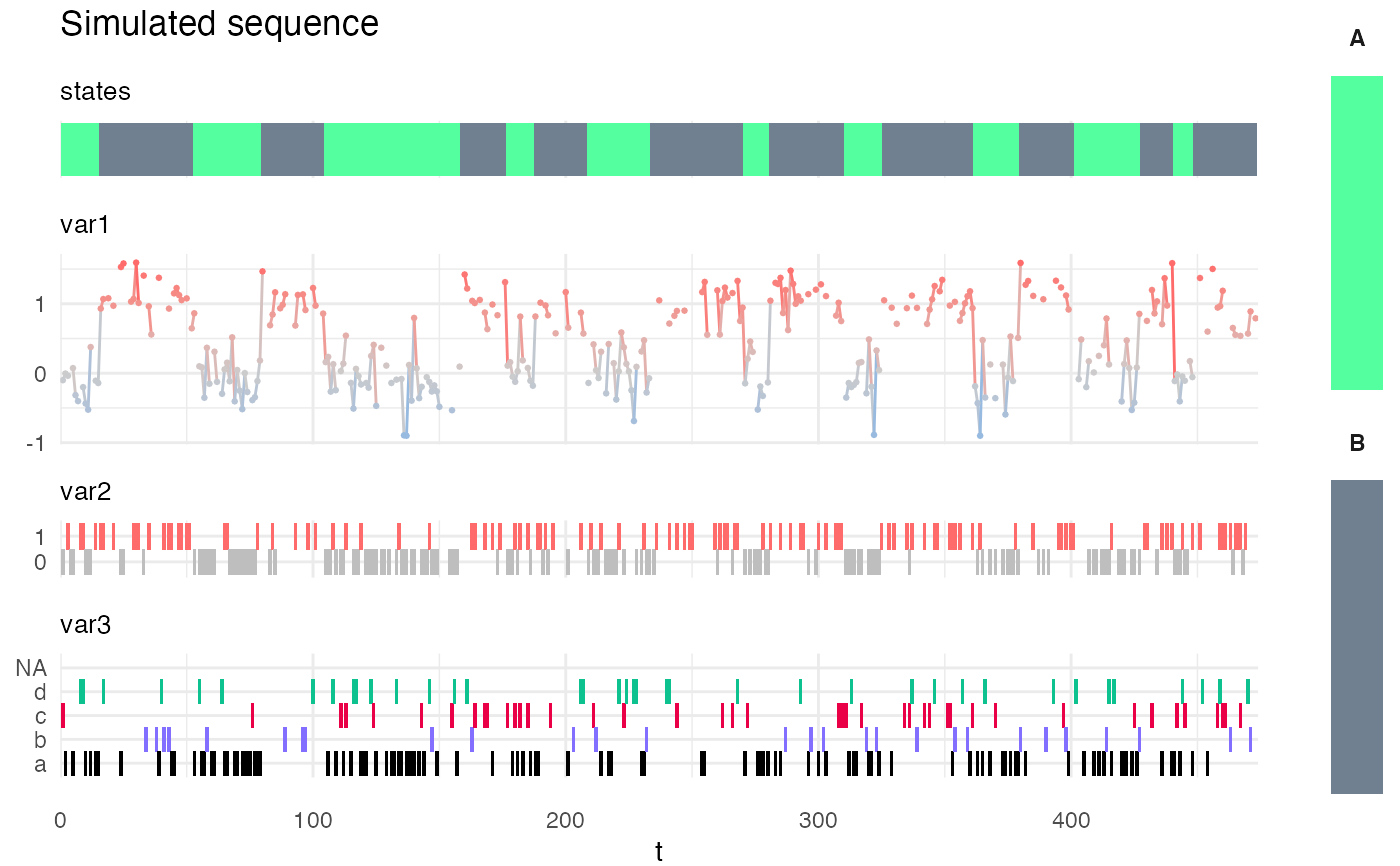 Simulated sequence
A
states
var1
1
0
-1
B
var2
1
0
var3
NA
d
c
b
a
0 100 200 300 400
t